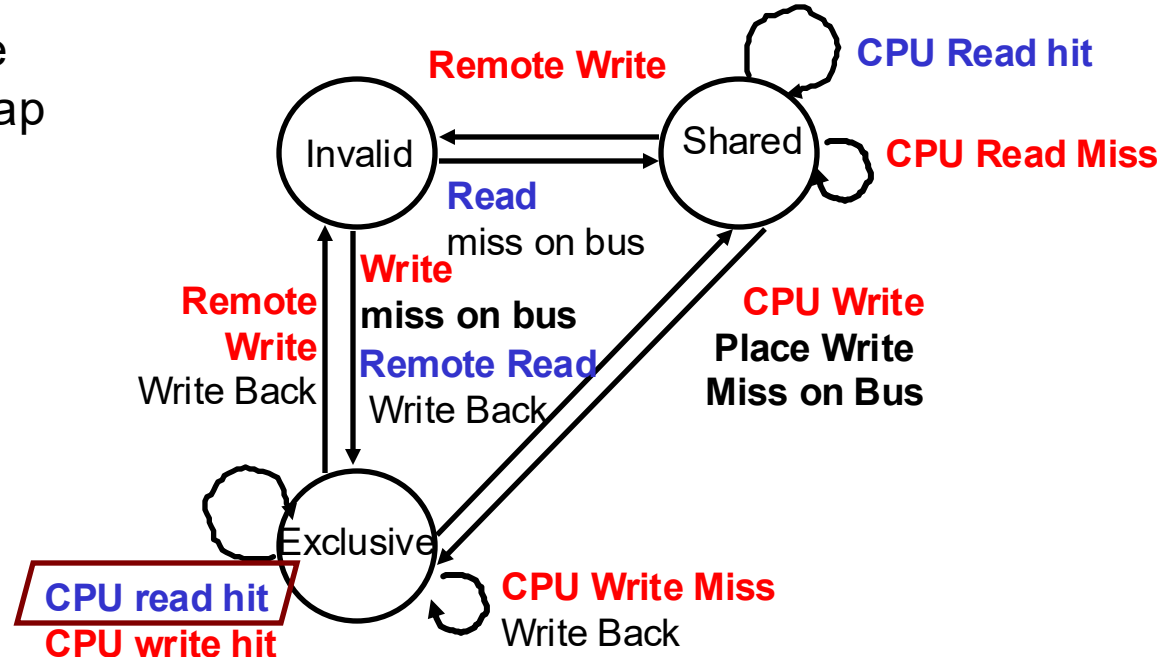 e
ap
Remote Write
CPU Read hit
Invalid
Shared
CPU Read Miss
Read
miss on bus
Write
miss on bus
Remote
Write
Write Back
Remote Read
Write Back
CPU Write
Place Write
Miss on Bus
Exclusive
CPU read hit
CPU write hit
CPU Write Miss
Write Back